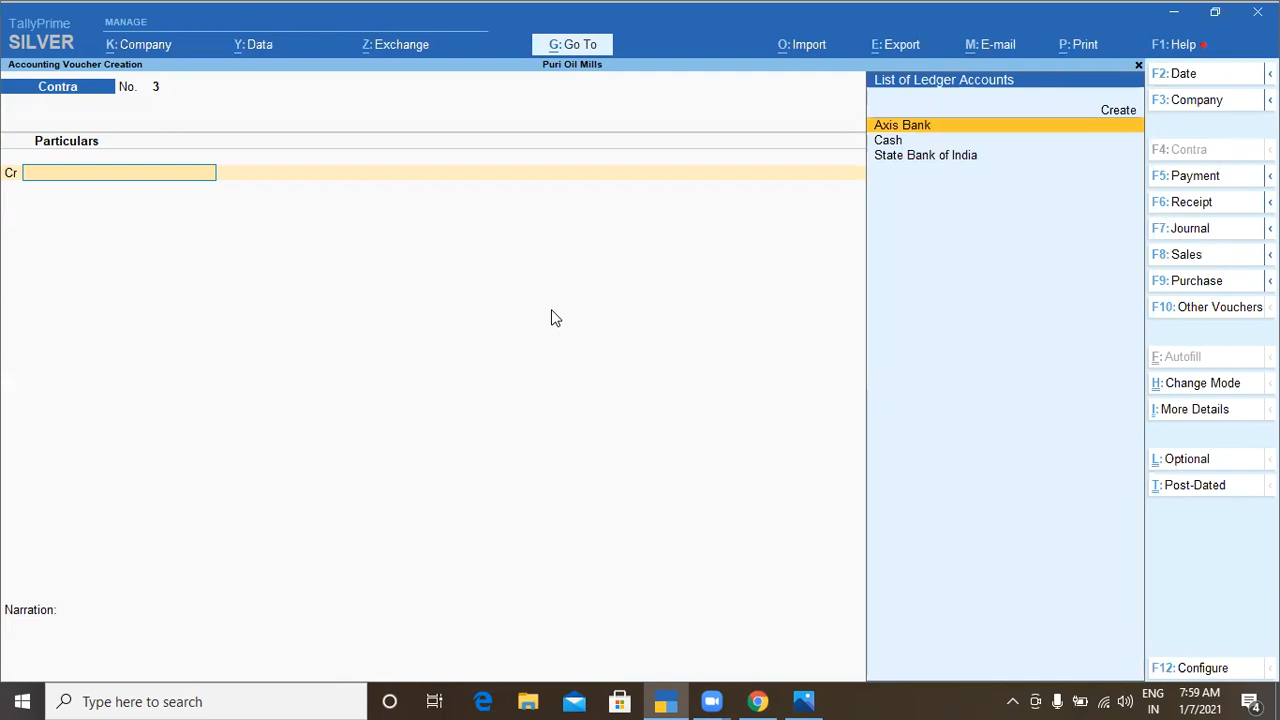 TallyPrime
SILVER
MANAGE
K: Company
Y: Data
Z: Exchange
G: Go To
O: Import
E: Export
M: E-mail
P: Print
F1: Help
Accounting Voucher Creation
Puri Oil Mills
Contra
No. 3
Particulars
Cr
Narration:
List of Ledger Accounts
Create
Axis Bank
Cash
State Bank of India
F2: Date
F3: Company
F4: Contra
F5: Payment
F6: Receipt
F7: Journal
F8: Sales
F9: Purchase
F10: Other Vouchers
F: Autofill
H: Change Mode
I: More Details
L: Optional
T: Post-Dated
F12: Configure
Type here to search
ENG
IN
7:59 AM
1/7/2021
4